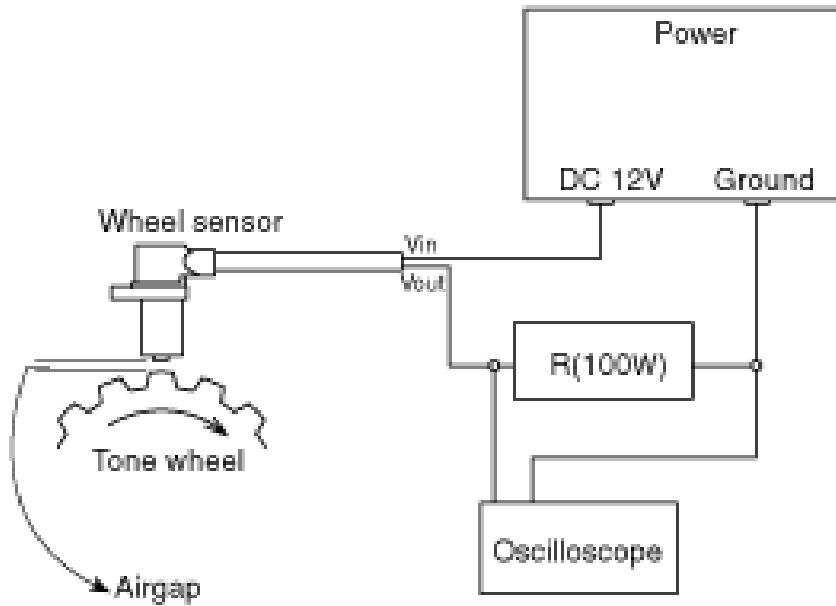 Power
DC 12V Ground
Wheel sensor
Vin
Vout
R(100W)
Tone wheel
Oscilloscope
Airgap